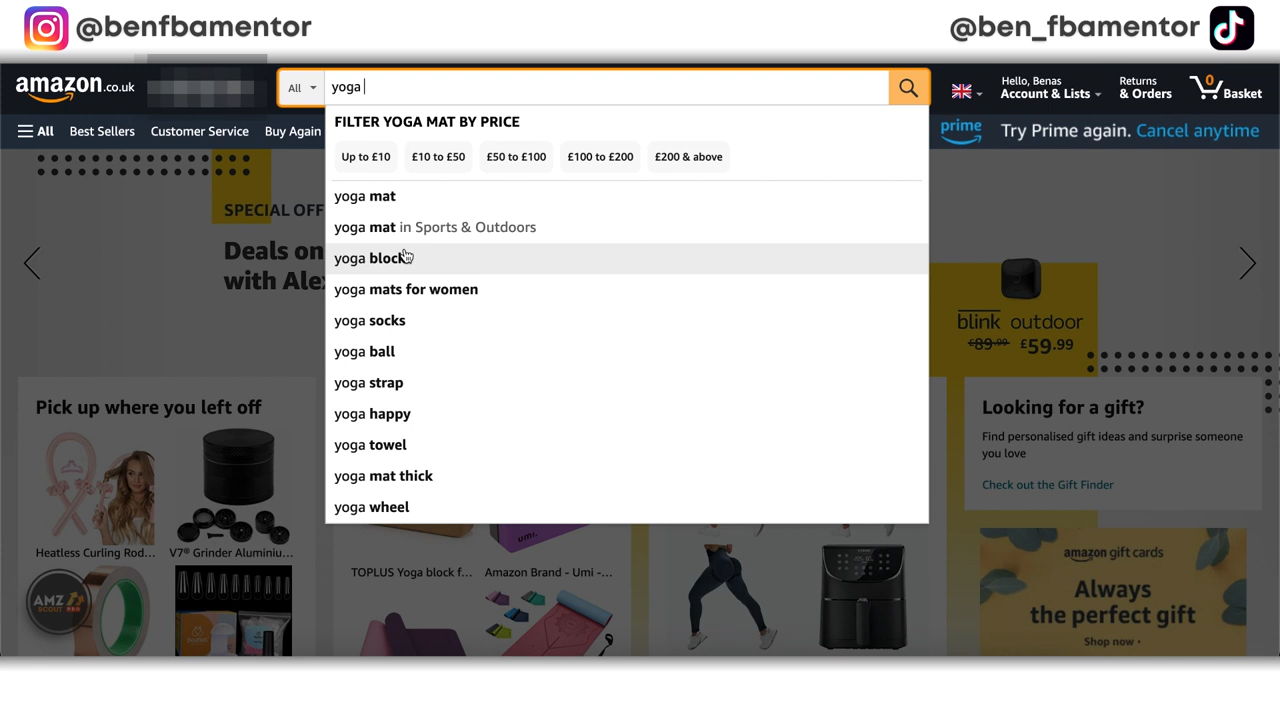 @benfbamentor
@ben_fbamentor
amazon.co.uk
All
yoga
Hello, Benas
Account & Lists
Returns
& Orders
0
Basket
All
Best Sellers
Customer Service
Buy Again
prime
Try Prime again. Cancel anytime
FILTER YOGA MAT BY PRICE
Up to £10
£10 to £50
£50 to £100
£100 to £200
£200 & above
yoga mat
yoga mat in Sports & Outdoors
yoga block
yoga mats for women
yoga socks
yoga ball
yoga strap
yoga happy
yoga towel
yoga mat thick
yoga wheel
SPECIAL OFF
Deals on
with Ale
blink outdoor
£89.99 £59.99
Pick up where you left off
Heatless Curling Rod...
V7® Grinder Aluminiu...
AMZ
SCOUT PRO
umi.
TOPLUS Yoga block f...
Amazon Brand - Umi -...
Looking for a gift?
Find personalised gift ideas and surprise someone
you love
Check out the Gift Finder
amazon gift cards
Always
the perfect gift
Shop now